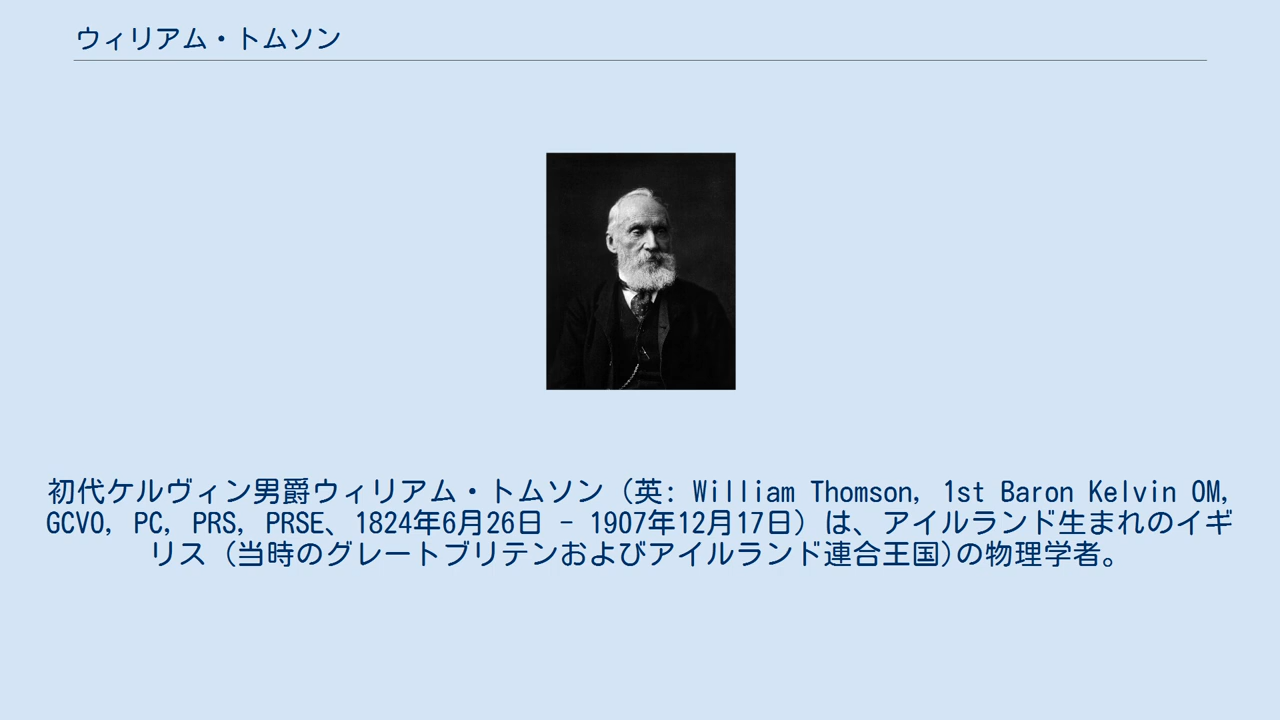 ウィリアム・トムソン
初代ケルヴィン男爵ウィリアム・トムソン（英: William Thomson, 1st Baron Kelvin OM,
GCVO, PC, PRS, PRSE、1824年6月26日 - 1907年12月17日）は、アイルランド生まれのイギ
リス（当時のグレートブリテンおよびアイルランド連合王国)の物理学者。